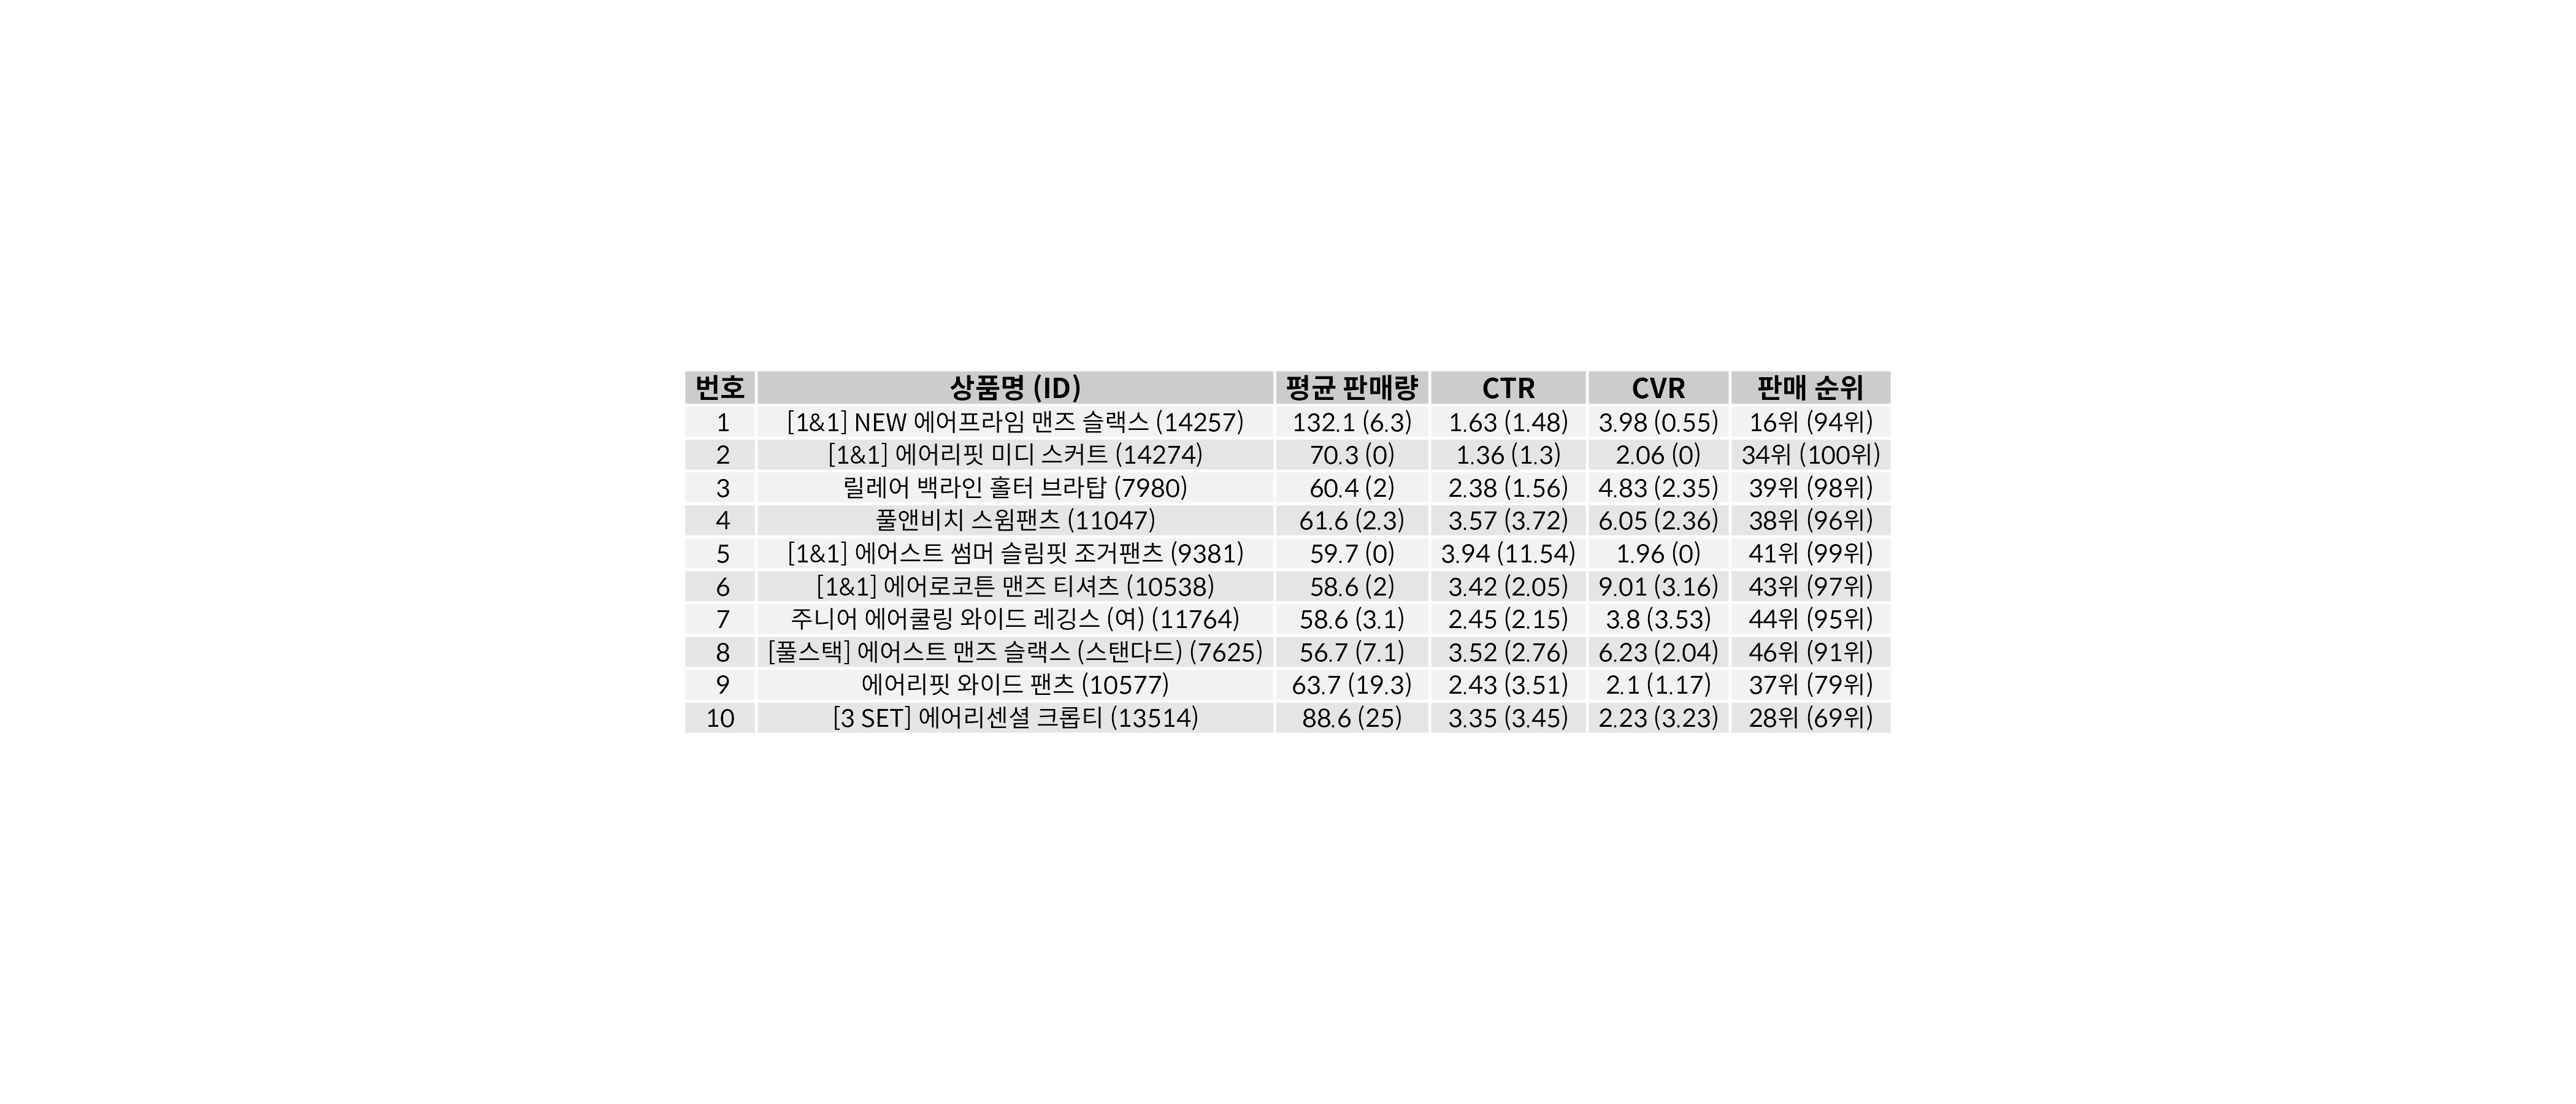 번호 상품명 (ID) 평균 판매량 CTR CVR 판매 순위
1 [1&1] NEW 에어프라임 맨즈 슬랙스 (14257) 132.1 (6.3) 1.63 (1.48) 3.98 (0.55) 16위 (94위)
2 [1&1] 에어리핏 미디 스커트 (14274) 70.3 (0) 1.36 (1.3) 2.06 (0) 34위 (100위)
3 릴레어 백라인 홀터 브라탑 (7980) 60.4 (2) 2.38 (1.56) 4.83 (2.35) 39위 (98위)
4 풀앤비치 스윔팬츠 (11047) 61.6 (2.3) 3.57 (3.72) 6.05 (2.36) 38위 (96위)
5 [1&1] 에어스트 썸머 슬림핏 조거팬츠 (9381) 59.7 (0) 3.94 (11.54) 1.96 (0) 41위 (99위)
6 [1&1] 에어로코튼 맨즈 티셔츠 (10538) 58.6 (2) 3.42 (2.05) 9.01 (3.16) 43위 (97위)
7 주니어 에어쿨링 와이드 레깅스 (여) (11764) 58.6 (3.1) 2.45 (2.15) 3.8 (3.53) 44위 (95위)
8 [풀스택] 에어스트 맨즈 슬랙스 (스탠다드) (7625) 56.7 (7.1) 3.52 (2.76) 6.23 (2.04) 46위 (91위)
9 에어리핏 와이드 팬츠 (10577) 63.7 (19.3) 2.43 (3.51) 2.1 (1.17) 37위 (79위)
10 [3 SET] 에어리센셜 크롭티 (13514) 88.6 (25) 3.35 (3.45) 2.23 (3.23) 28위 (69위)